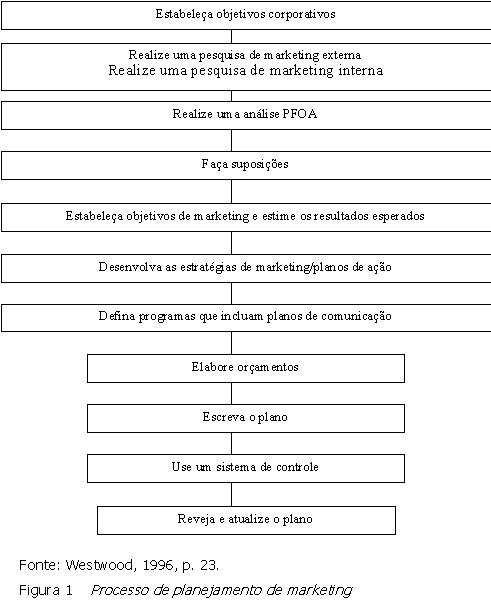 Estabeleça objetivos corporativos
Realize uma pesquisa de marketing externa
Realize uma pesquisa de marketing interna
Realize uma análise PFOA
Faça suposições
Estabeleça objetivos de marketing e estime os resultados esperados
Desenvolva as estratégias de marketing/planos de ação
Defina programas que incluam planos de comunicação
Elabore orçamentos
Escreva o plano
Use um sistema de controle
Reveja e atualize o plano
Fonte: Westwood, 1996, p. 23.
Figura 1 Processo de planejamento de marketing